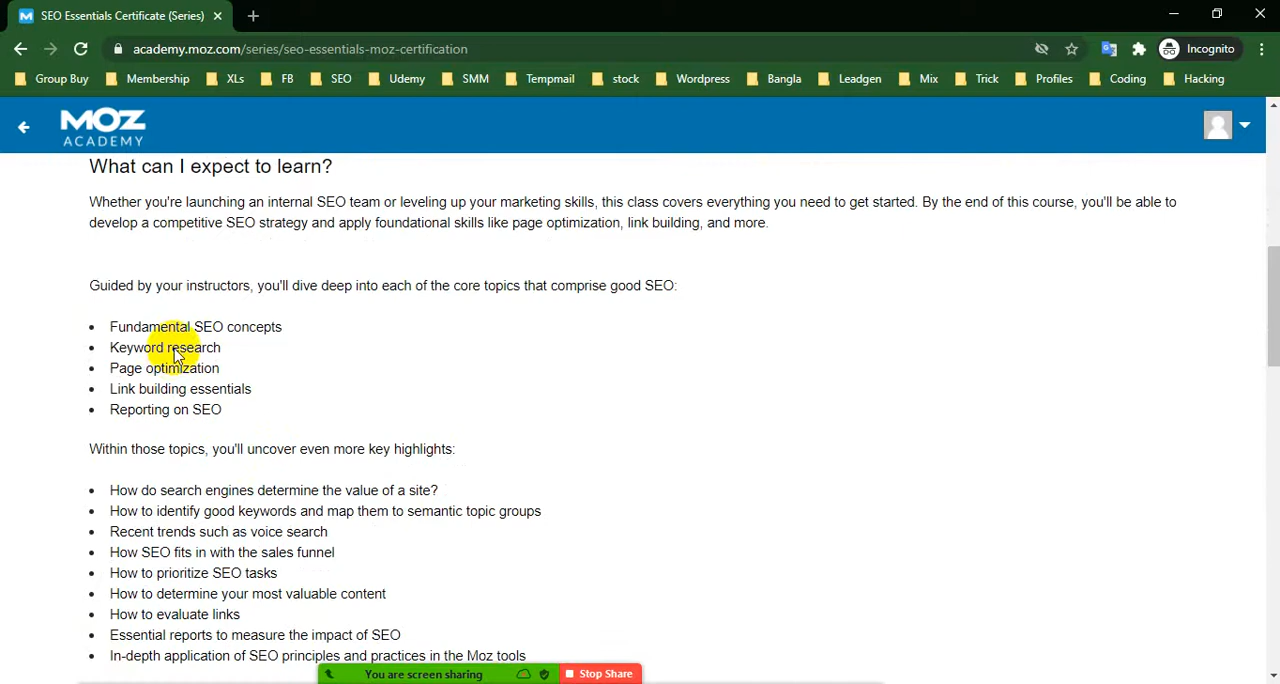 SEO Essentials Certificate (Series)
academy.moz.com/series/seo-essentials-moz-certification
Incognito
Group Buy Membership XLs FB SEO Udemy SMM Tempmail stock Wordpress Bangla Leadgen Mix Trick Profiles Coding Hacking
MOZ
ACADEMY
What can I expect to learn?
Whether you're launching an internal SEO team or leveling up your marketing skills, this class covers everything you need to get started. By the end of this course, you'll be able to
develop a competitive SEO strategy and apply foundational skills like page optimization, link building, and more.
Guided by your instructors, you'll dive deep into each of the core topics that comprise good SEO:
• Fundamental SEO concepts
• Keyword research
• Page optimization
• Link building essentials
• Reporting on SEO
Within those topics, you'll uncover even more key highlights:
• How do search engines determine the value of a site?
• How to identify good keywords and map them to semantic topic groups
• Recent trends such as voice search
• How SEO fits in with the sales funnel
• How to prioritize SEO tasks
• How to determine your most valuable content
• How to evaluate links
• Essential reports to measure the impact of SEO
• In-depth application of SEO principles and practices in the Moz tools
You are screen sharing Stop Share